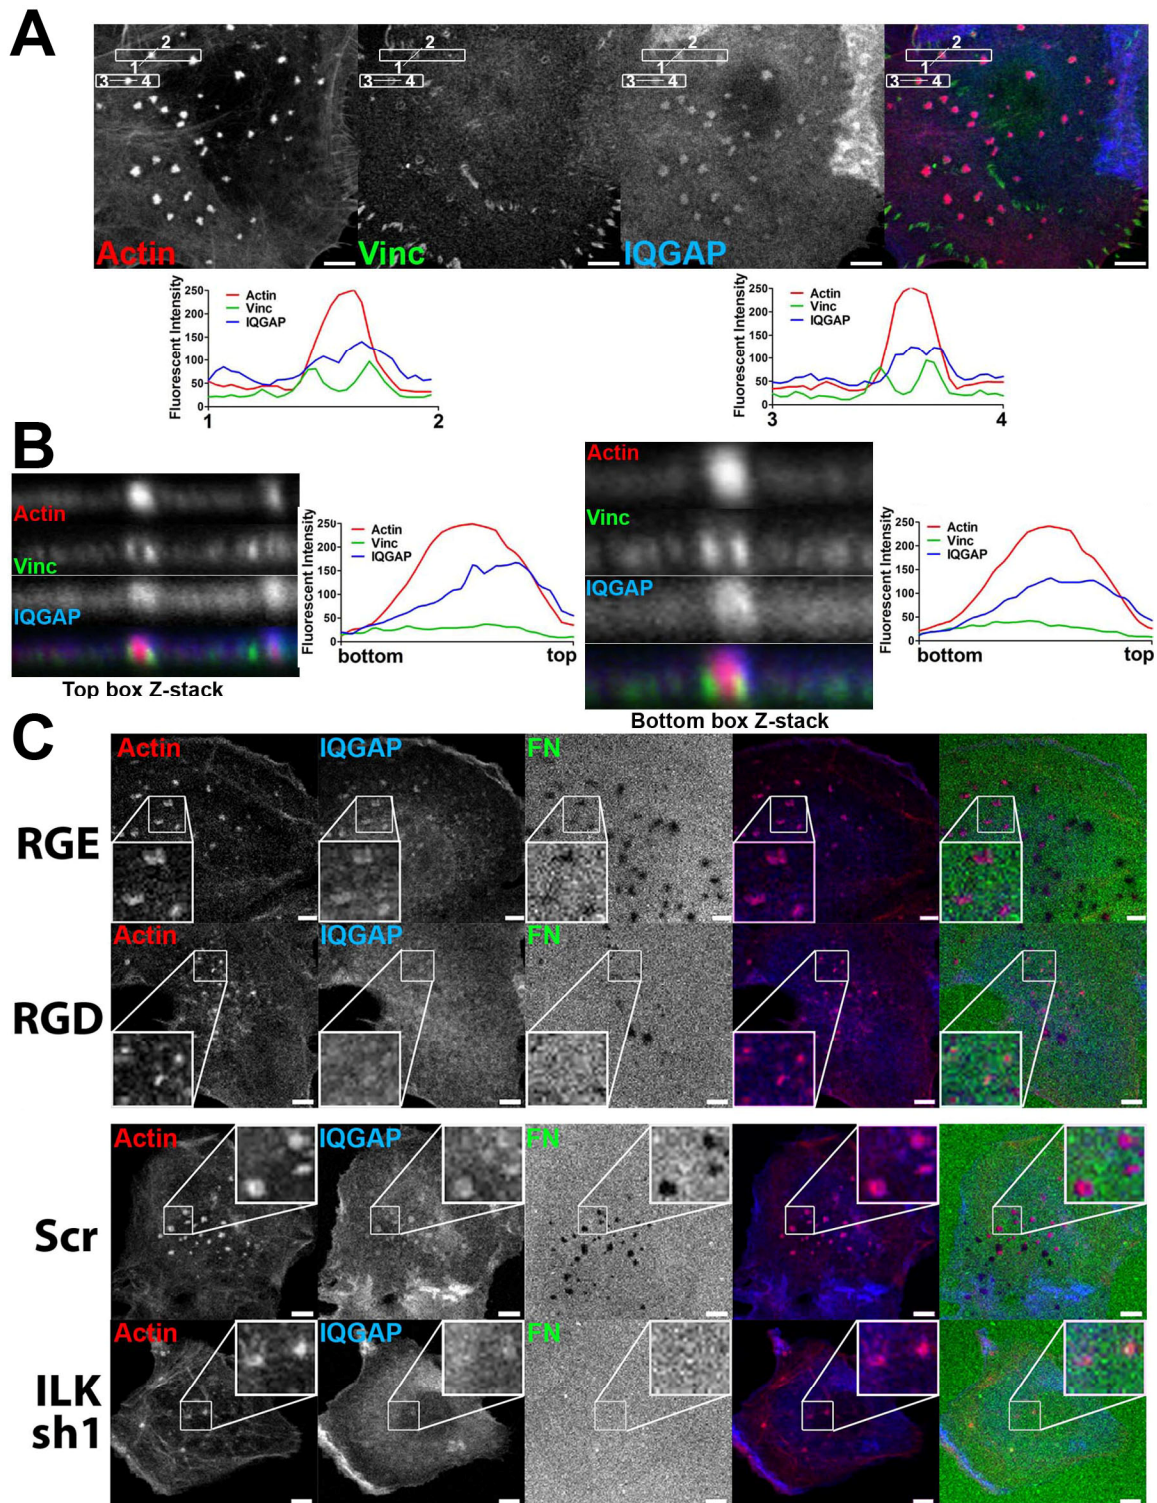 A
2
1
3 4
2
1
3 4
2
1
3 4
2
1
3 4
Actin
Vinc
IQGAP
Fluorescent Intensity
250
200
150
100
50
0
Actin
Vinc
IQGAP
1
2
Fluorescent Intensity
250
200
150
100
50
0
Actin
Vinc
IQGAP
3
4
B
Actin
Vinc
IQGAP
Top box Z-stack
Fluorescent Intensity
250
200
150
100
50
0
Actin
Vinc
IQGAP
bottom
top
Actin
Vinc
IQGAP
Bottom box Z-stack
Fluorescent Intensity
250
200
150
100
50
0
Actin
Vinc
IQGAP
bottom
top
C
RGE
Actin
IQGAP
FN
RGD
Actin
IQGAP
FN
Scr
Actin
IQGAP
FN
ILK
sh1
Actin
IQGAP
FN